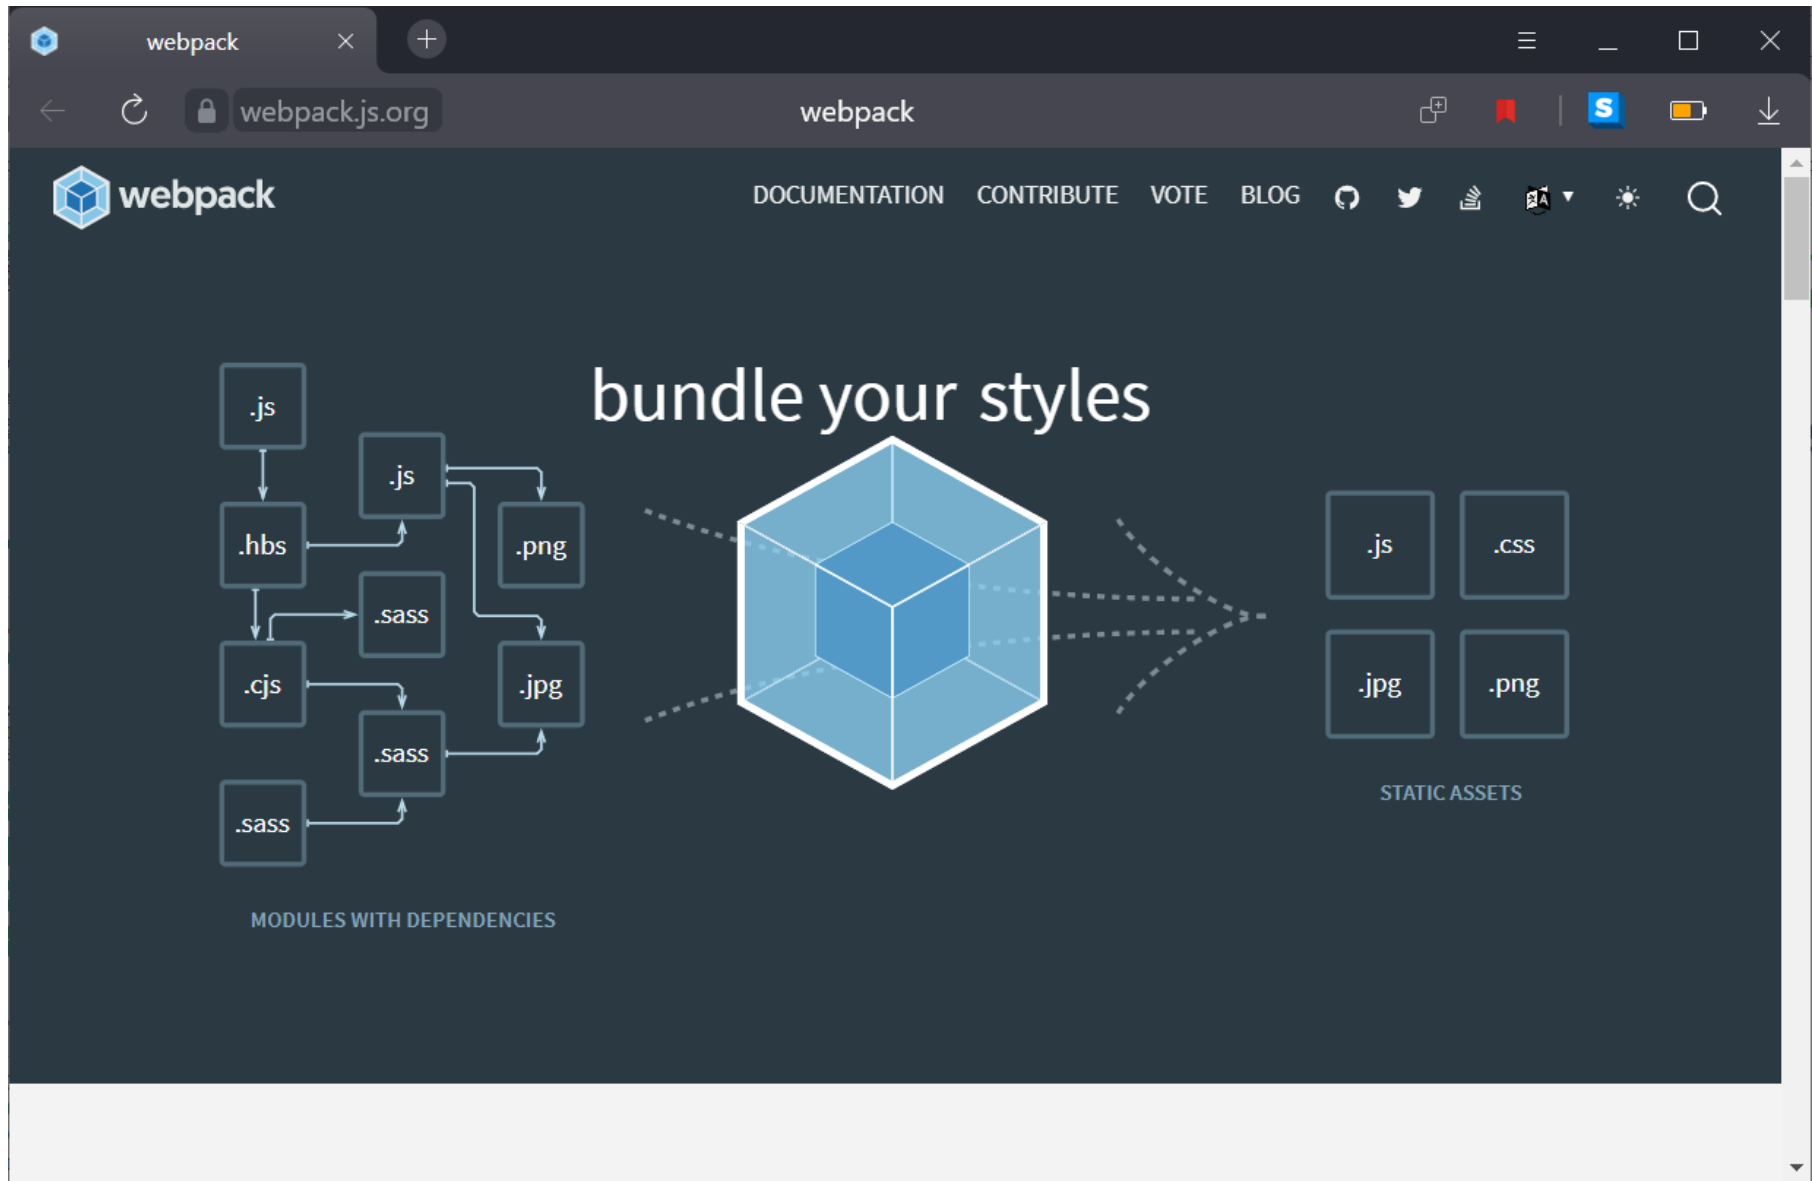 webpack
webpack.js.org
webpack
S
webpack
DOCUMENTATION CONTRIBUTE VOTE BLOG
bundle your styles
.js
.js
.hbs
.png
.sass
.cjs
.jpg
.sass
.sass
MODULES WITH DEPENDENCIES
.js
.css
.jpg
.png
STATIC ASSETS